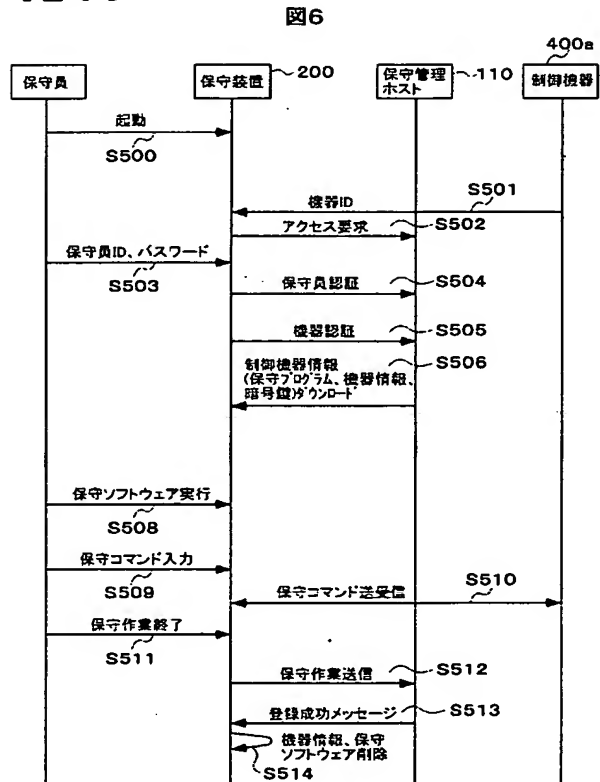 図6
400a
保守員
保守装置
200
保守管理
ホスト
110
制御機器
起動
S500
S501
機器ID
アクセス要求
S502
保守員ID、パスワード
S503
保守員認証
S504
機器認証
S505
制御機器情報
(保守プログラム、機器情報、
暗号鍵)ダウンロード
S506
保守ソフトウェア実行
S508
保守コマンド入力
S509
保守コマンド送受信
S510
保守作業終了
S511
保守作業送信
S512
登録成功メッセージ
S513
機器情報、保守
ソフトウェア削除
S514